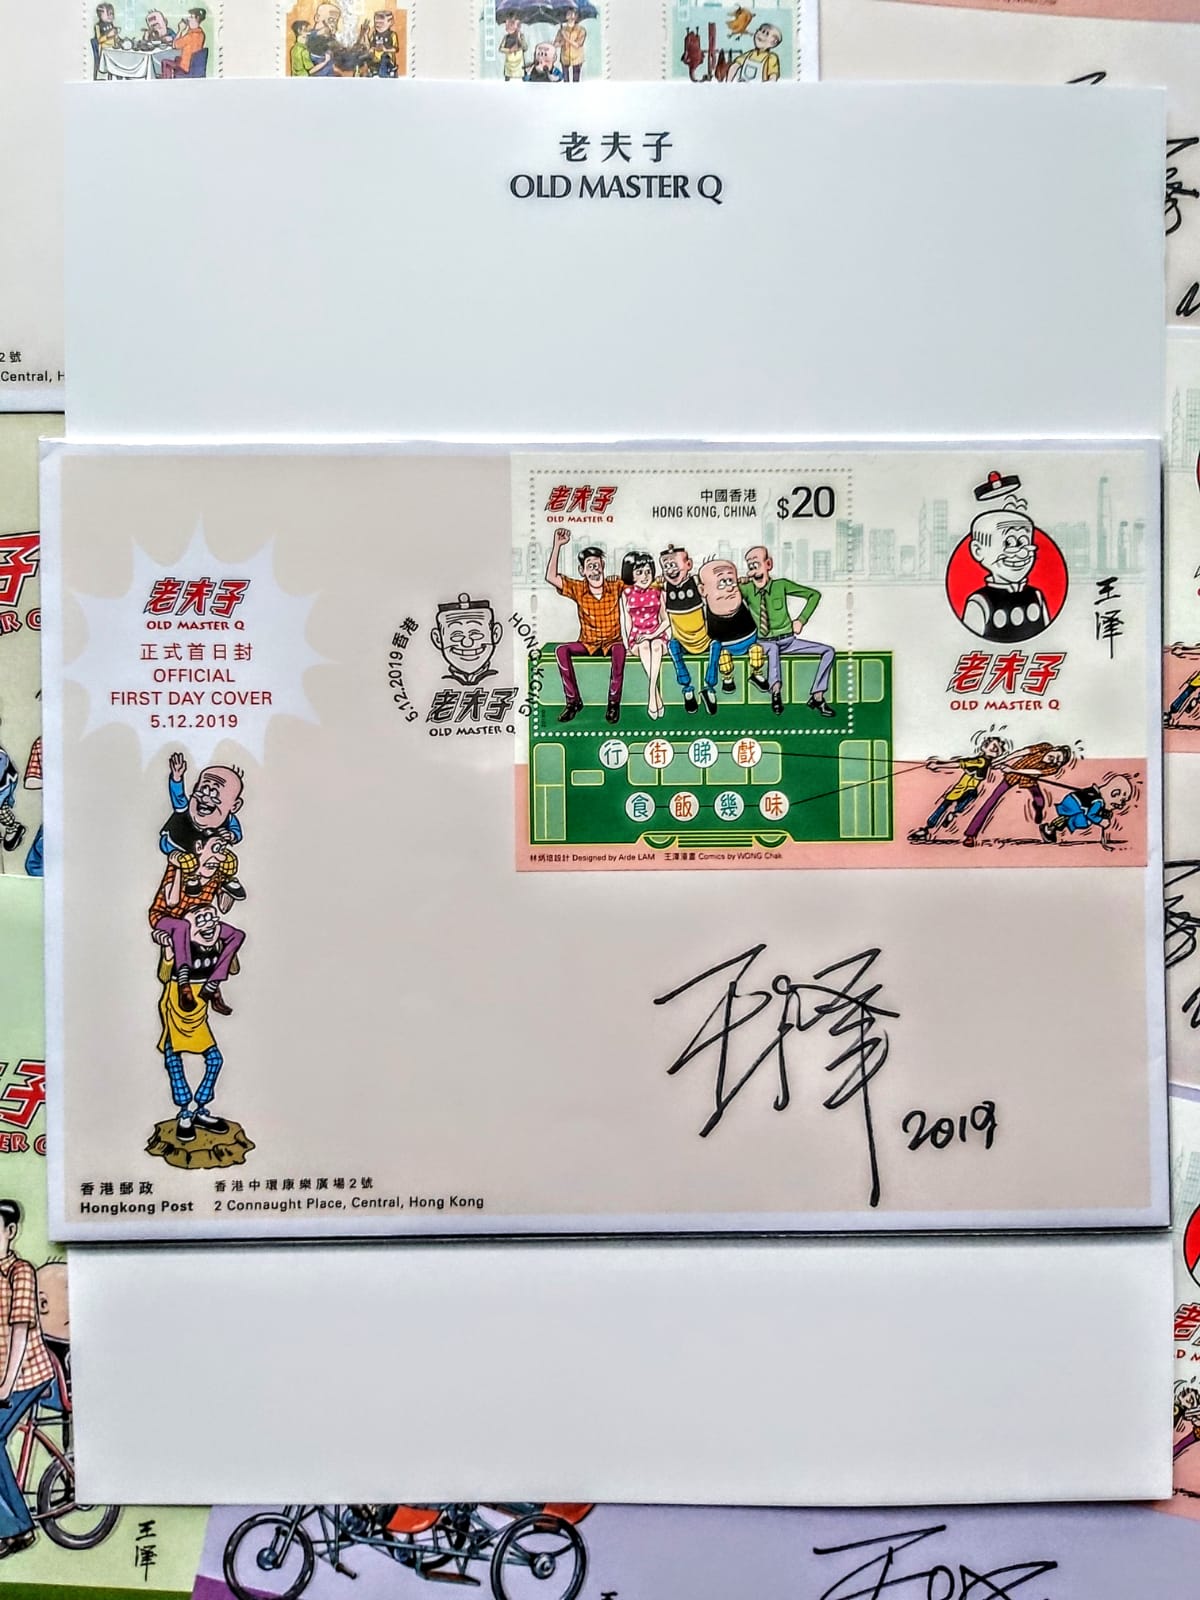 2號
Central, H
老夫子
OLD MASTER Q
老夫子
OLD MASTER Q
正式首日封
OFFICIAL
FIRST DAY COVER
5.12.2019
5.12.2019 香港
HONG KONG
老夫子
OLD MASTER Q
老夫子
OLD MASTER Q
中國香港
HONG KONG, CHINA
$20
行街睇戲
食飯幾味
林炳培設計 Designed by Arde LAM 王澤漫畫 Comics by WONG Chak
王澤
老夫子
OLD MASTER Q
王澤
2019
香港郵政 香港中環康樂廣場2號
Hongkong Post 2 Connaught Place, Central, Hong Kong
王澤